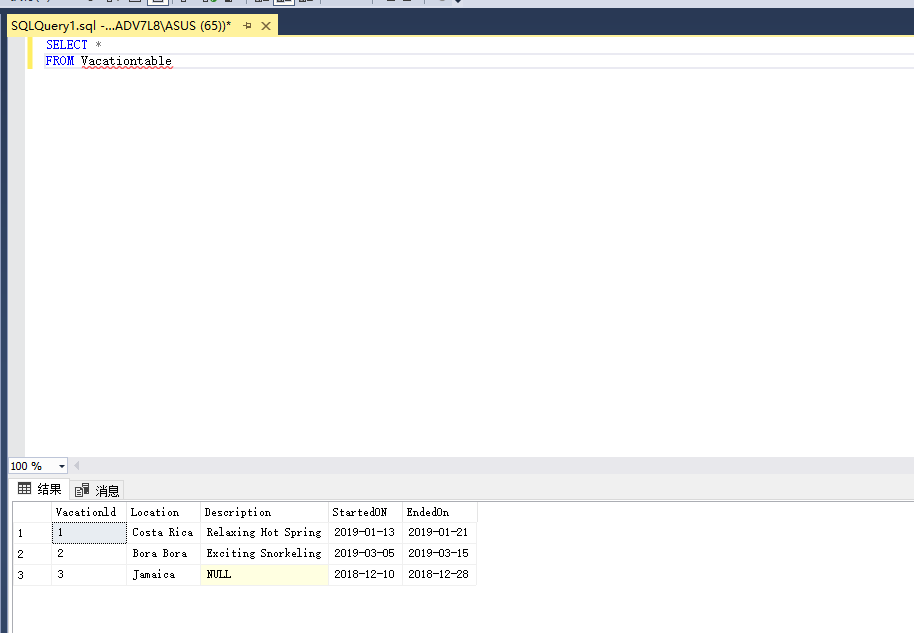 SQLQuery1.sql -...ADV7L8\ASUS (65))*
SELECT *
FROM Vacationtable
100 %
结果 消息
VacationId Location Description StartedON EndedOn
1 1 Costa Rica Relaxing Hot Spring 2019-01-13 2019-01-21
2 2 Bora Bora Exciting Snorkeling 2019-03-05 2019-03-15
3 3 Jamaica NULL 2018-12-10 2018-12-28